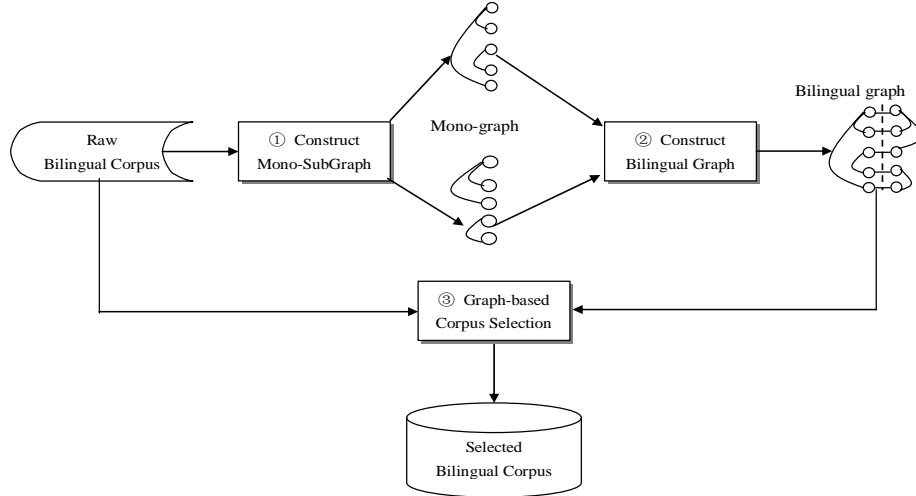 Raw
Bilingual Corpus
① Construct
Mono-SubGraph
Mono-graph
② Construct
Bilingual Graph
Bilingual graph
③ Graph-based
Corpus Selection
Selected
Bilingual Corpus